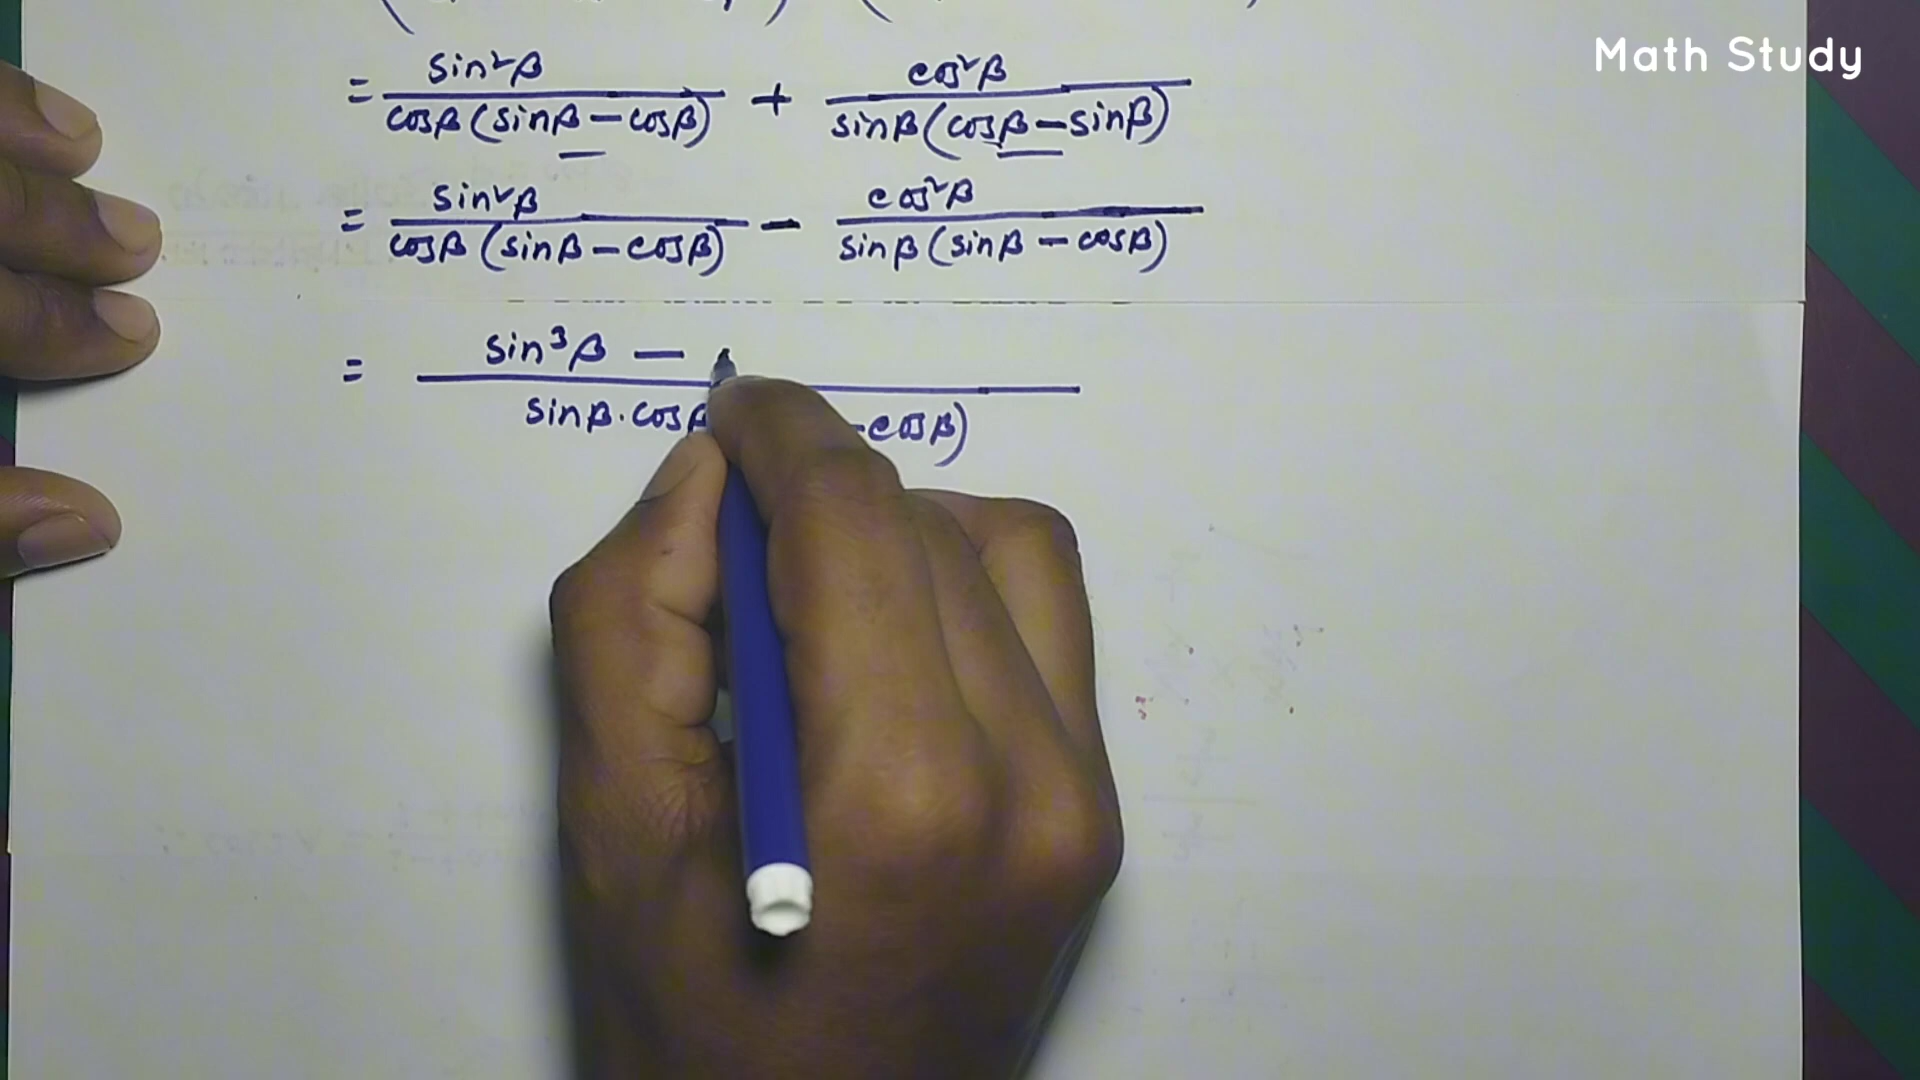 Math Study
= sin²β / cosβ(sinβ − cosβ) + cos²β / sinβ(cosβ − sinβ)
= sin²β / cosβ(sinβ − cosβ) − cos²β / sinβ(sinβ − cosβ)
= sin³β − / sinβ.cosβ − cosβ)